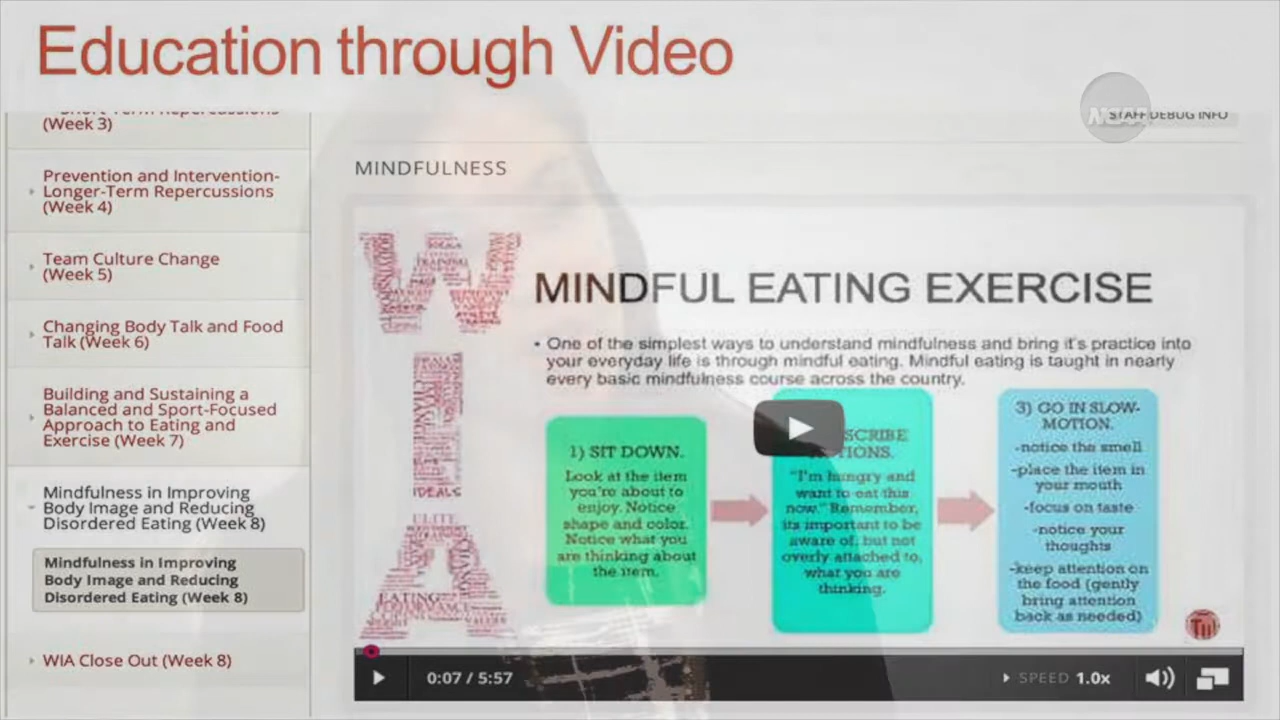 Education through Video
NCAA
STAFF DEBUG INFO
(Week 3)
Prevention and Intervention-
Longer-Term Repercussions
(Week 4)
Team Culture Change
(Week 5)
Changing Body Talk and Food
Talk (Week 6)
Building and Sustaining a
Balanced and Sport-Focused
Approach to Eating and
Exercise (Week 7)
Mindfulness in Improving
Body Image and Reducing
Disordered Eating (Week 8)
Mindfulness in Improving
Body Image and Reducing
Disordered Eating (Week 8)
WIA Close Out (Week 8)
MINDFULNESS
WIA
MINDFUL EATING EXERCISE
• One of the simplest ways to understand mindfulness and bring it's practice into
your everyday life is through mindful eating. Mindful eating is taught in nearly
every basic mindfulness course across the country.
1) SIT DOWN.
Look at the item
you're about to
enjoy. Notice
shape and color.
Notice what you
are thinking about
the item.
"I'm hungry and
want to eat this
now." Remember,
its important to be
aware of, but not
overly attached to,
what you are
thinking.
3) GO IN SLOW-
MOTION.
-notice the smell
-place the item in
your mouth
-focus on taste
-notice your
thoughts
-keep attention on
the food (gently
bring attention
back as needed)
0:07 / 5:57
SPEED 1.0x